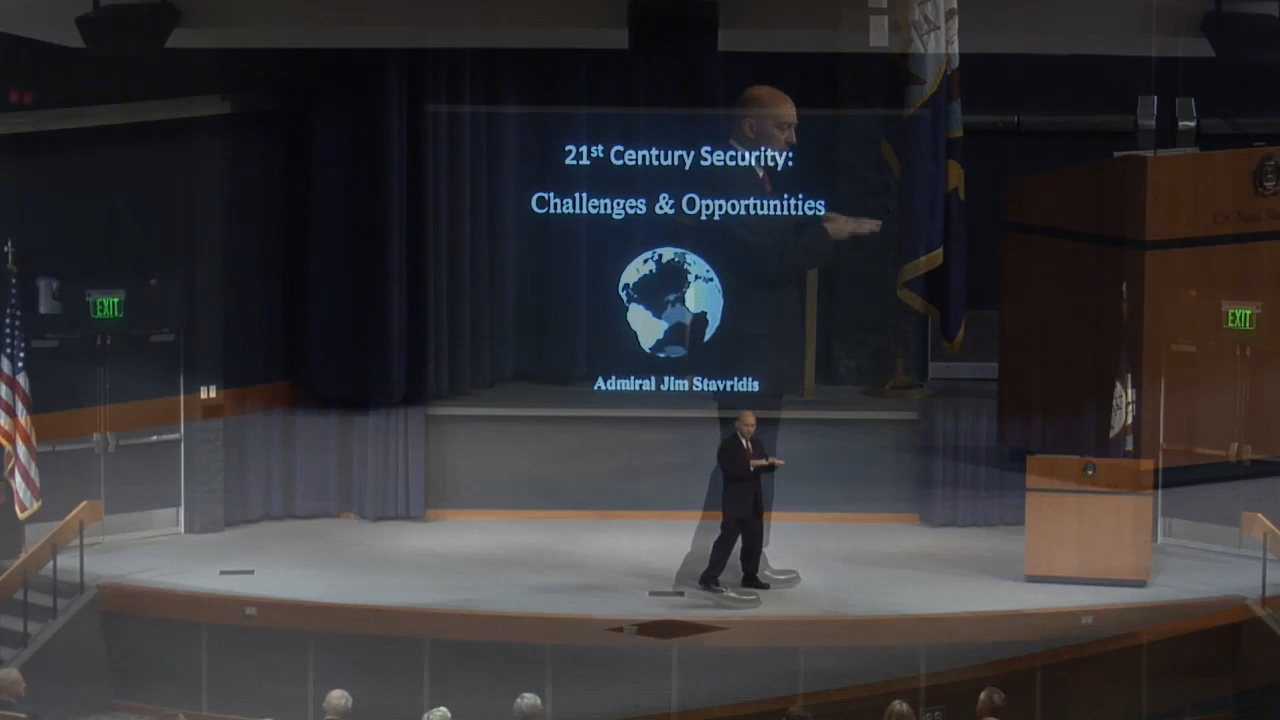 21st Century Security:
Challenges & Opportunities
Admiral Jim Stavridis
EXIT
EXIT